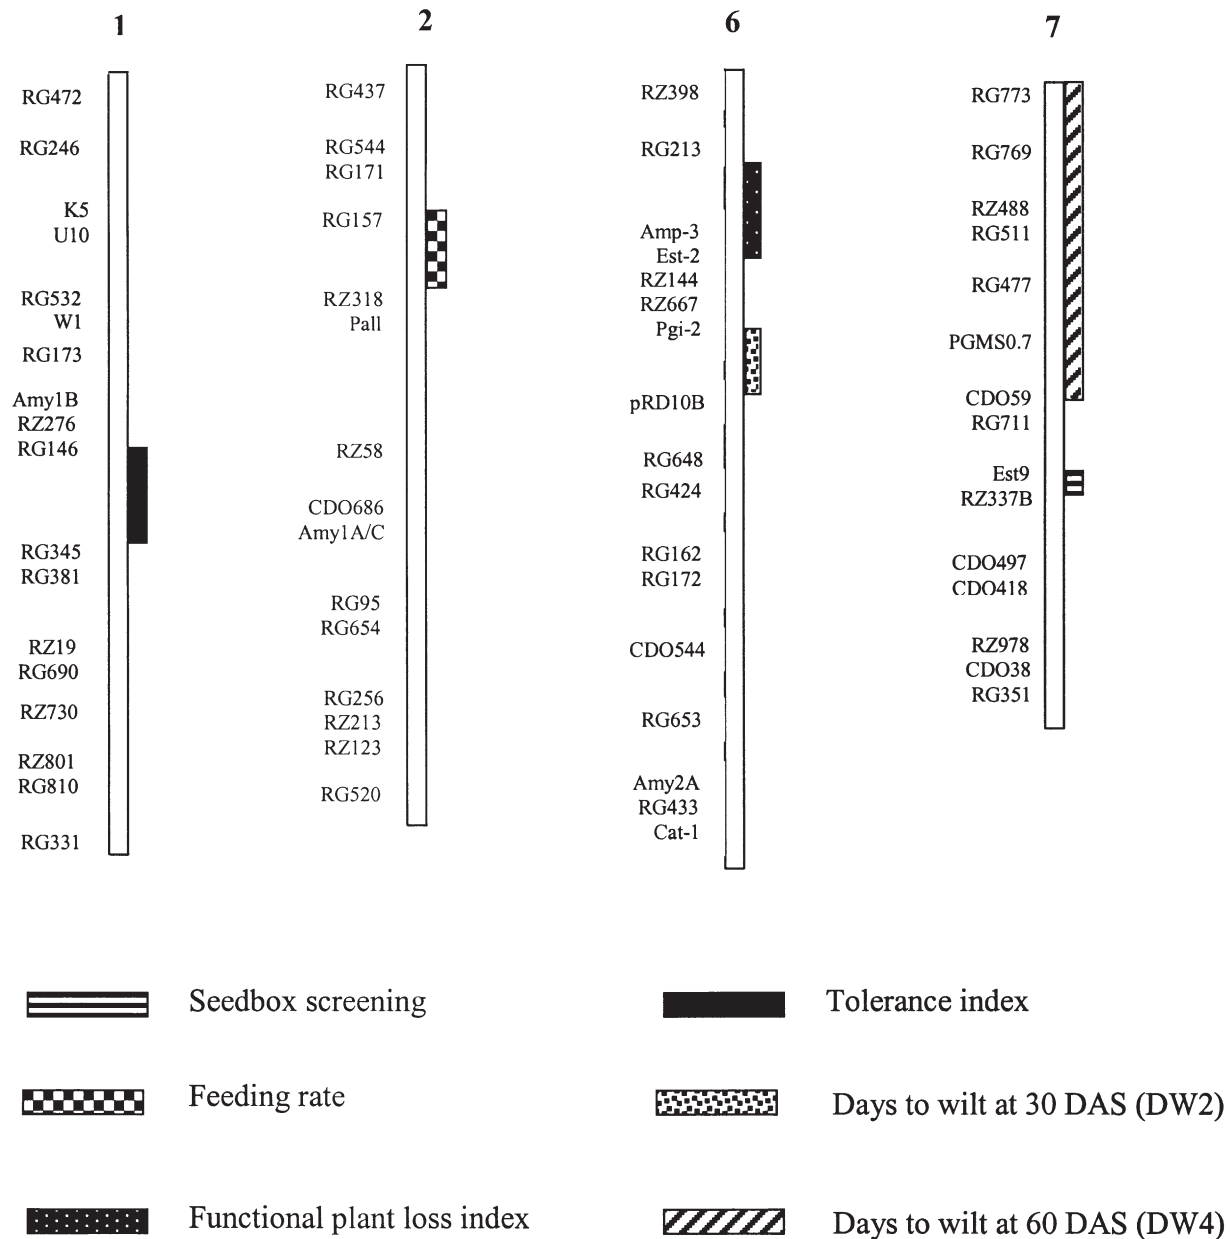 1
RG472
RG246
K5
U10
RG532
W1
RG173
Amy1B
RZ276
RG146
RG345
RG381
RZ19
RG690
RZ730
RZ801
RG810
RG331
2
RG437
RG544
RG171
RG157
RZ318
Pall
RZ58
CDO686
Amy1A/C
RG95
RG654
RG256
RZ213
RZ123
RG520
6
RZ398
RG213
Amp-3
Est-2
RZ144
RZ667
Pgi-2
pRD10B
RG648
RG424
RG162
RG172
CDO544
RG653
Amy2A
RG433
Cat-1
7
RG773
RG769
RZ488
RG511
RG477
PGMS0.7
CDO59
RG711
Est9
RZ337B
CDO497
CDO418
RZ978
CDO38
RG351
Seedbox screening
Feeding rate
Functional plant loss index
Tolerance index
Days to wilt at 30 DAS (DW2)
Days to wilt at 60 DAS (DW4)